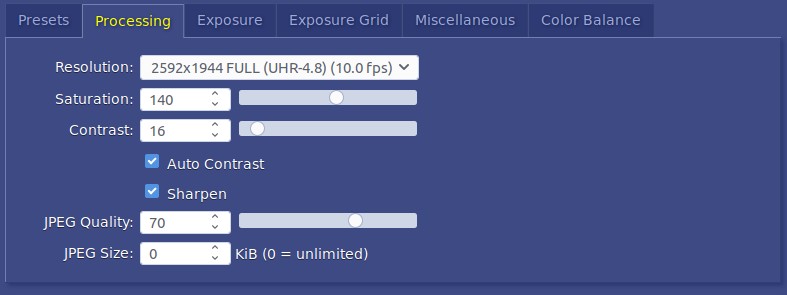 Presets Processing Exposure Exposure Grid Miscellaneous Color Balance
Resolution: 2592x1944 FULL (UHR-4.8) (10.0 fps)
Saturation: 140
Contrast: 16
Auto Contrast
Sharpen
JPEG Quality: 70
JPEG Size: 0 KiB (0 = unlimited)